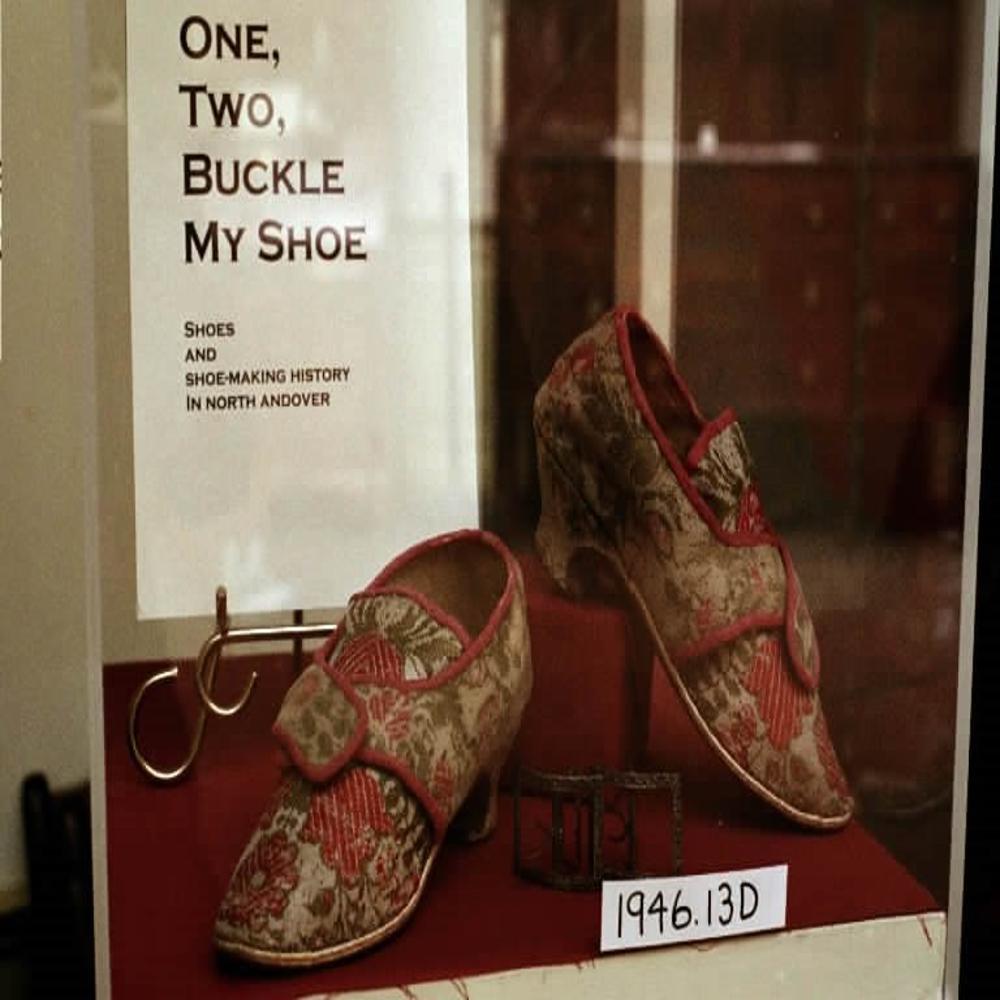 ONE,
TWO,
BUCKLE
MY SHOE
SHOES
AND
SHOE-MAKING HISTORY
IN NORTH ANDOVER
1946.13D